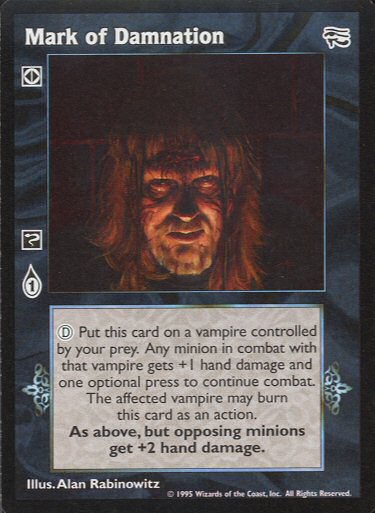 Mark of Damnation
?
1
D Put this card on a vampire controlled
by your prey. Any minion in combat with
that vampire gets +1 hand damage and
one optional press to continue combat.
The affected vampire may burn
this card as an action.
As above, but opposing minions
get +2 hand damage.
Illus. Alan Rabinowitz
© 1995 Wizards of the Coast, Inc. All Rights Reserved.